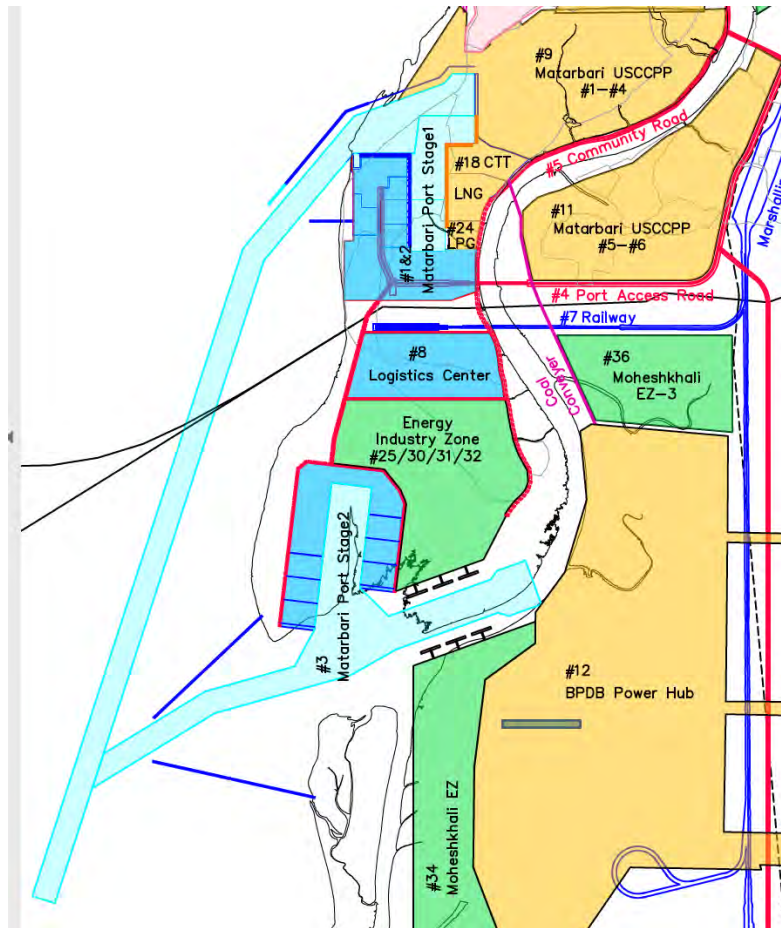 #9
Matarbari USCCPP
#1-#4
#5 Community Road
#18 CTT
LNG
#24
LPG
#1&2
Matarbari Port Stage1
#11
Matarbari USCCPP
#5-#6
Marshallin
#4 Port Access Road
#7 Railway
#8
Logistics Center
Coal
Conveyer
#36
Moheshkhali
EZ-3
Energy
Industry Zone
#25/30/31/32
#3
Matarbari Port Stage2
#12
BPDB Power Hub
#34
Moheshkhali EZ